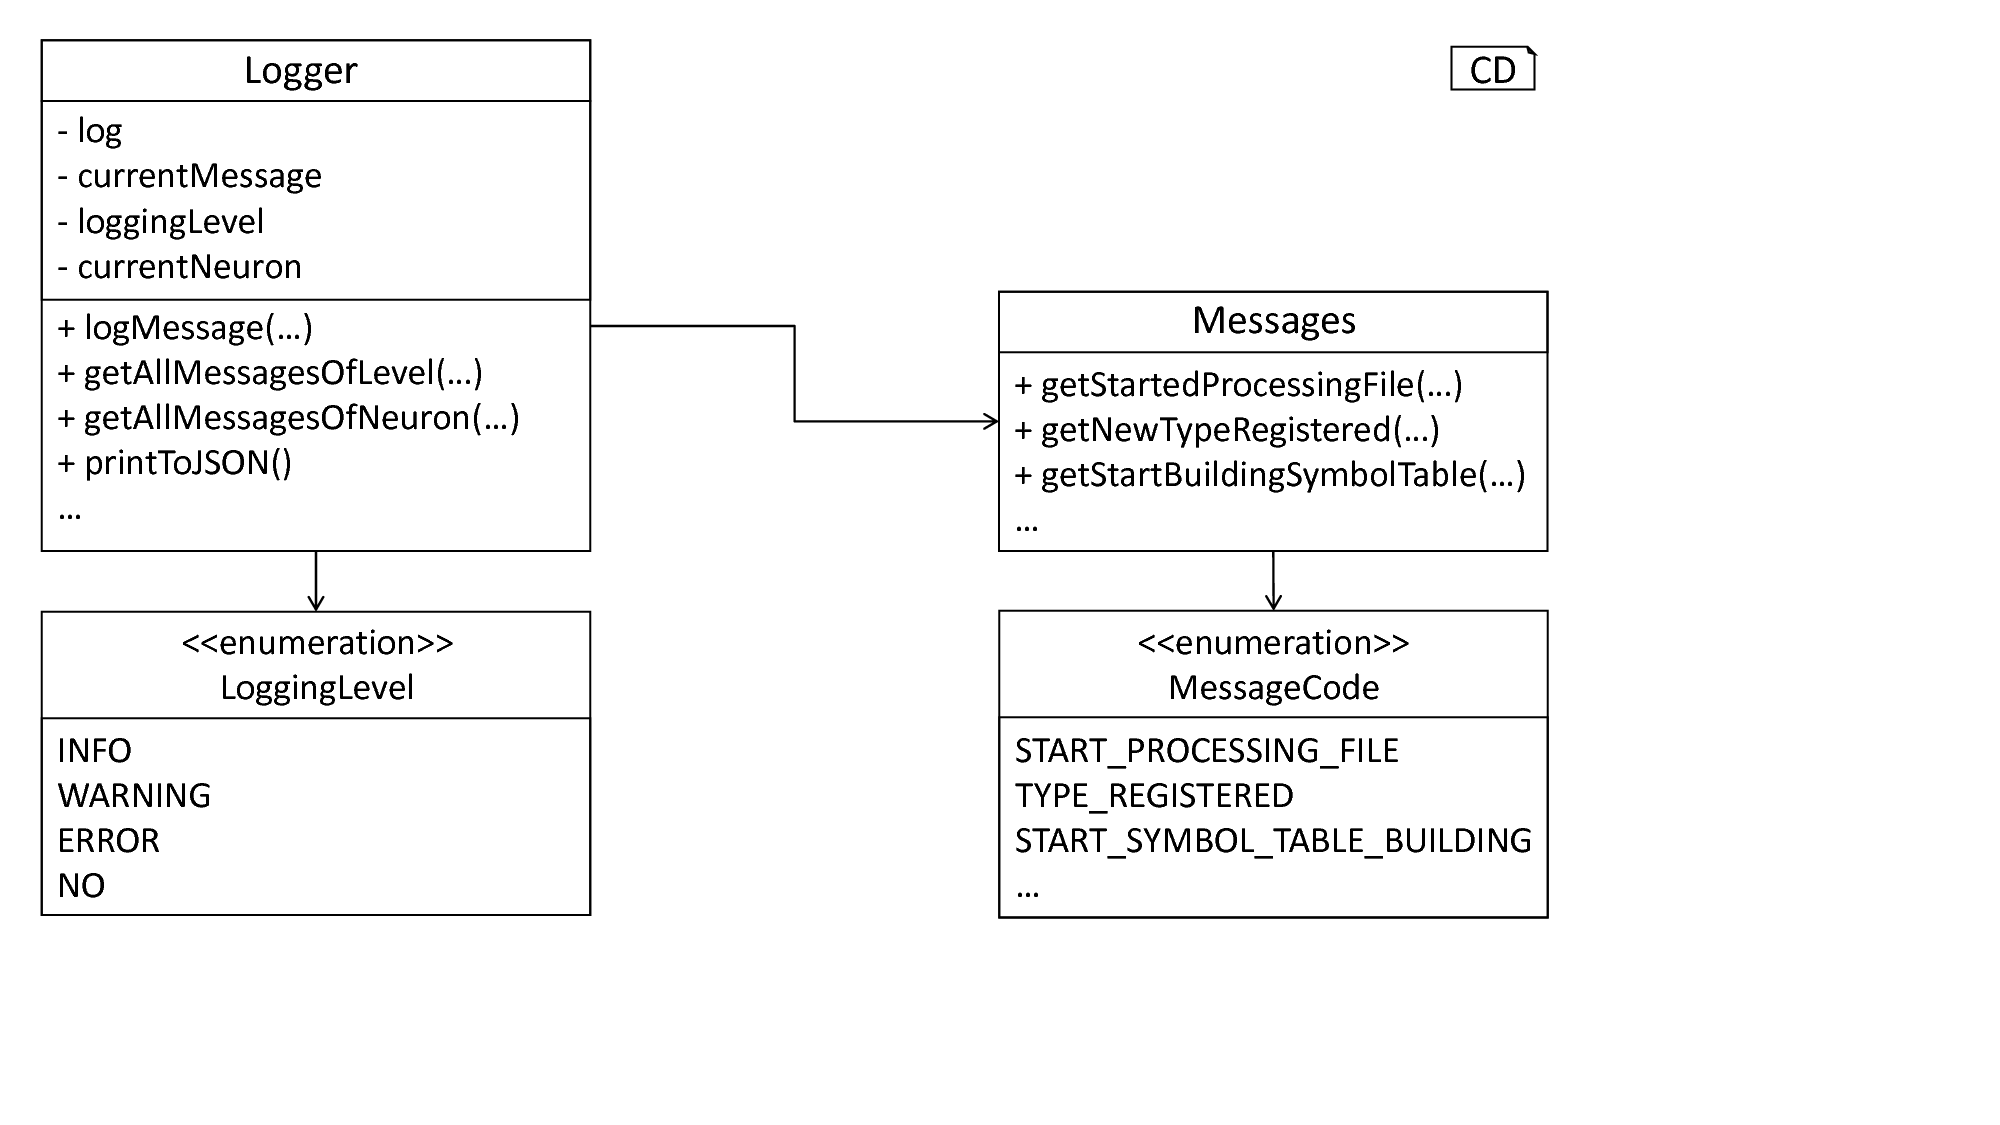 Logger
- log
- currentMessage
- loggingLevel
- currentNeuron
+ logMessage(...)
+ getAllMessagesOfLevel(...)
+ getAllMessagesOfNeuron(...)
+ printToJSON()
...
<<enumeration>>
LoggingLevel
INFO
WARNING
ERROR
NO
CD
Messages
+ getStartedProcessingFile(...)
+ getNewTypeRegistered(...)
+ getStartBuildingSymbolTable(...)
...
<<enumeration>>
MessageCode
START_PROCESSING_FILE
TYPE_REGISTERED
START_SYMBOL_TABLE_BUILDING
...